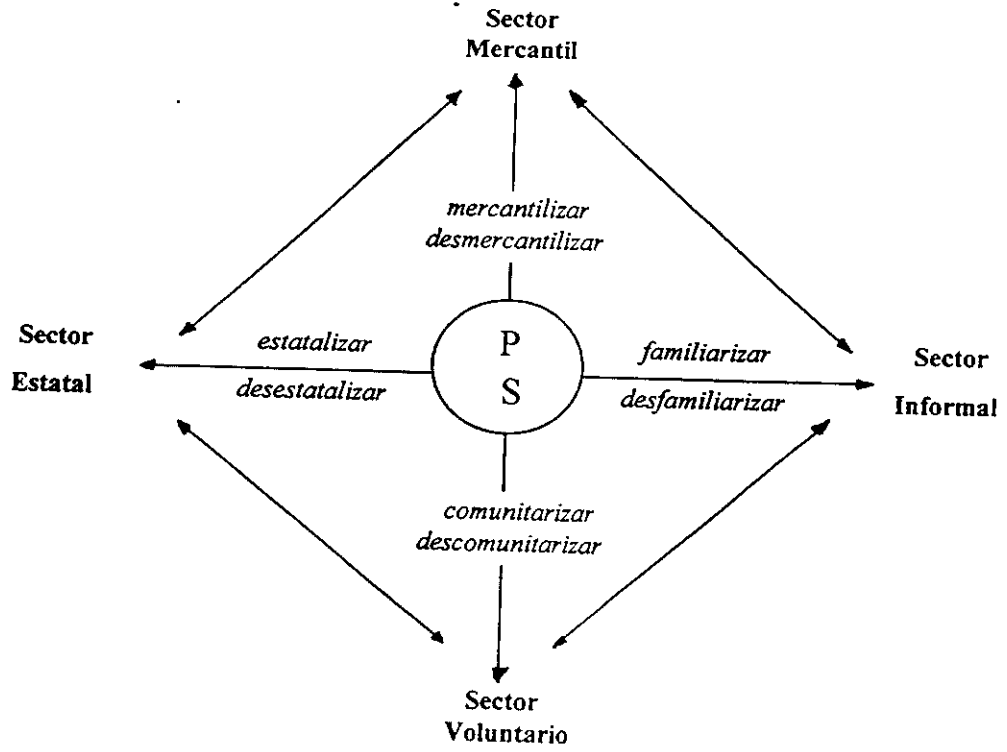 Sector
Mercantil
mercantilizar
desmercantilizar
Sector
Estatal
estatalizar
desestatalizar
P
S
familiarizar
desfamiliarizar
Sector
Informal
comunitarizar
descomunitarizar
Sector
Voluntario